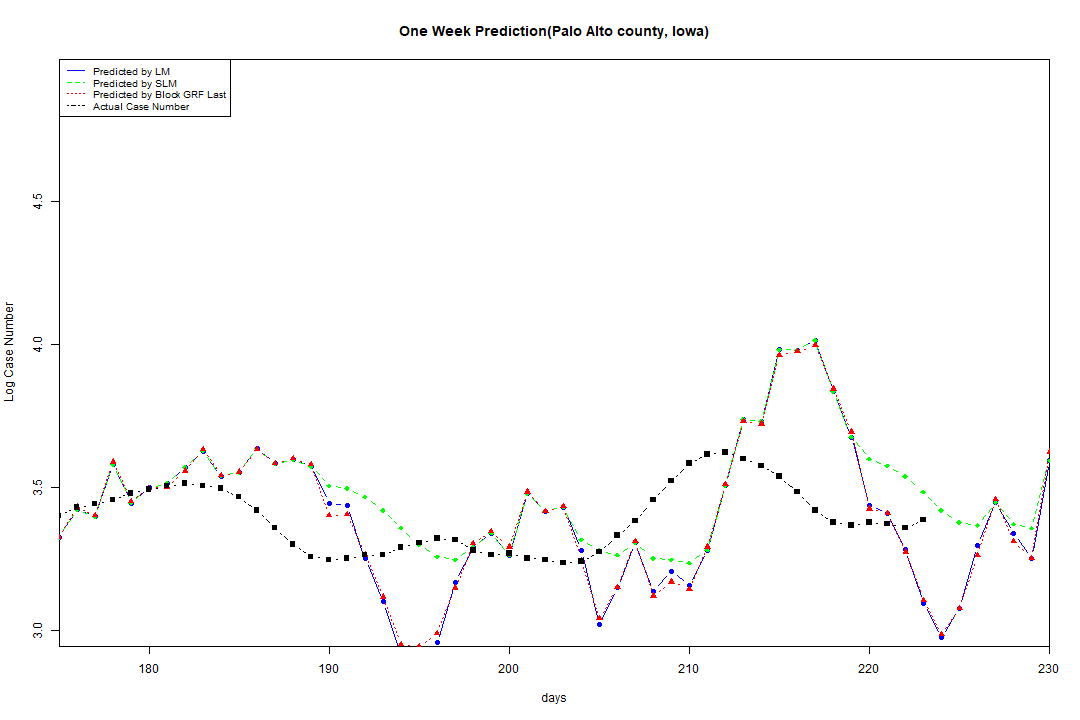 One Week Prediction(Palo Alto county, Iowa)
Predicted by LM
Predicted by SLM
Predicted by Block GRF Last
Actual Case Number
Log Case Number
4.5
4.0
3.5
3.0
180 190 200 210 220 230
days